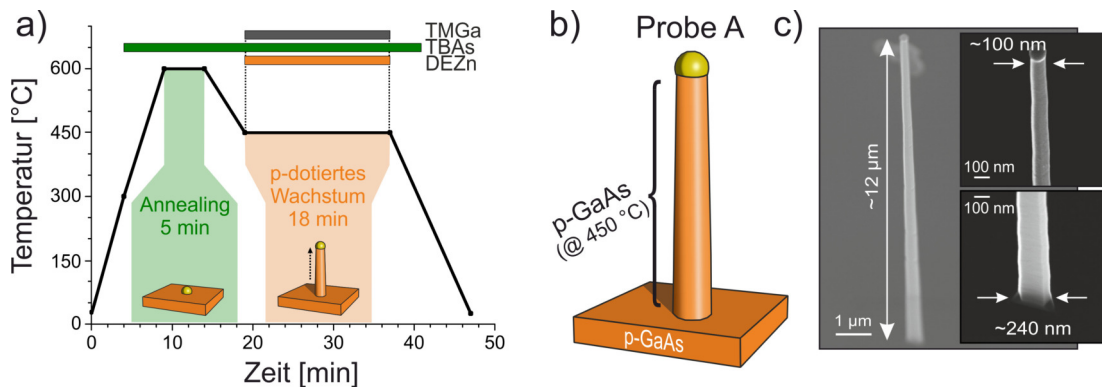 a)
TMGa
TBAs
DEZn
Temperatur [°C]
600
450
300
150
0
Annealing
5 min
p-dotiertes
Wachstum
18 min
0 10 20 30 40 50
Zeit [min]
b)
Probe A
p-GaAs
(@ 450 °C)
p-GaAs
c)
~12 µm
1 µm
~100 nm
100 nm
100 nm
~240 nm